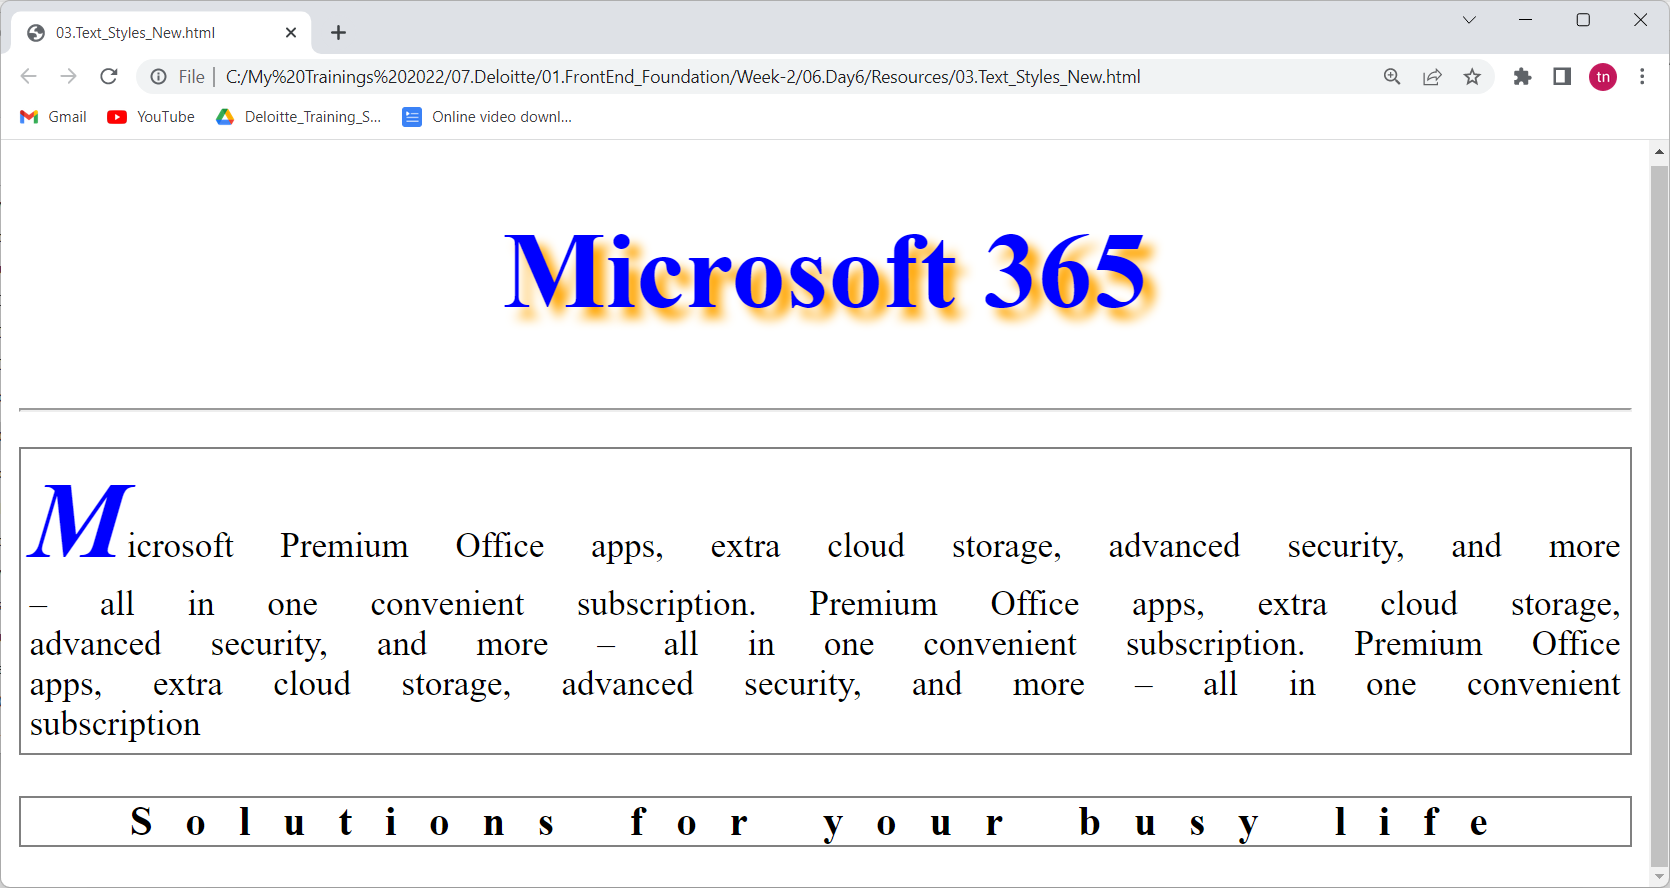 03.Text_Styles_New.html
File | C:/My%20Trainings%202022/07.Deloitte/01.FrontEnd_Foundation/Week-2/06.Day6/Resources/03.Text_Styles_New.html
tn
Gmail YouTube Deloitte_Training_S... Online video downl...
Microsoft 365
Microsoft Premium Office apps, extra cloud storage, advanced security, and more
– all in one convenient subscription. Premium Office apps, extra cloud storage,
advanced security, and more – all in one convenient subscription. Premium Office
apps, extra cloud storage, advanced security, and more – all in one convenient
subscription
Solutions for your busy life